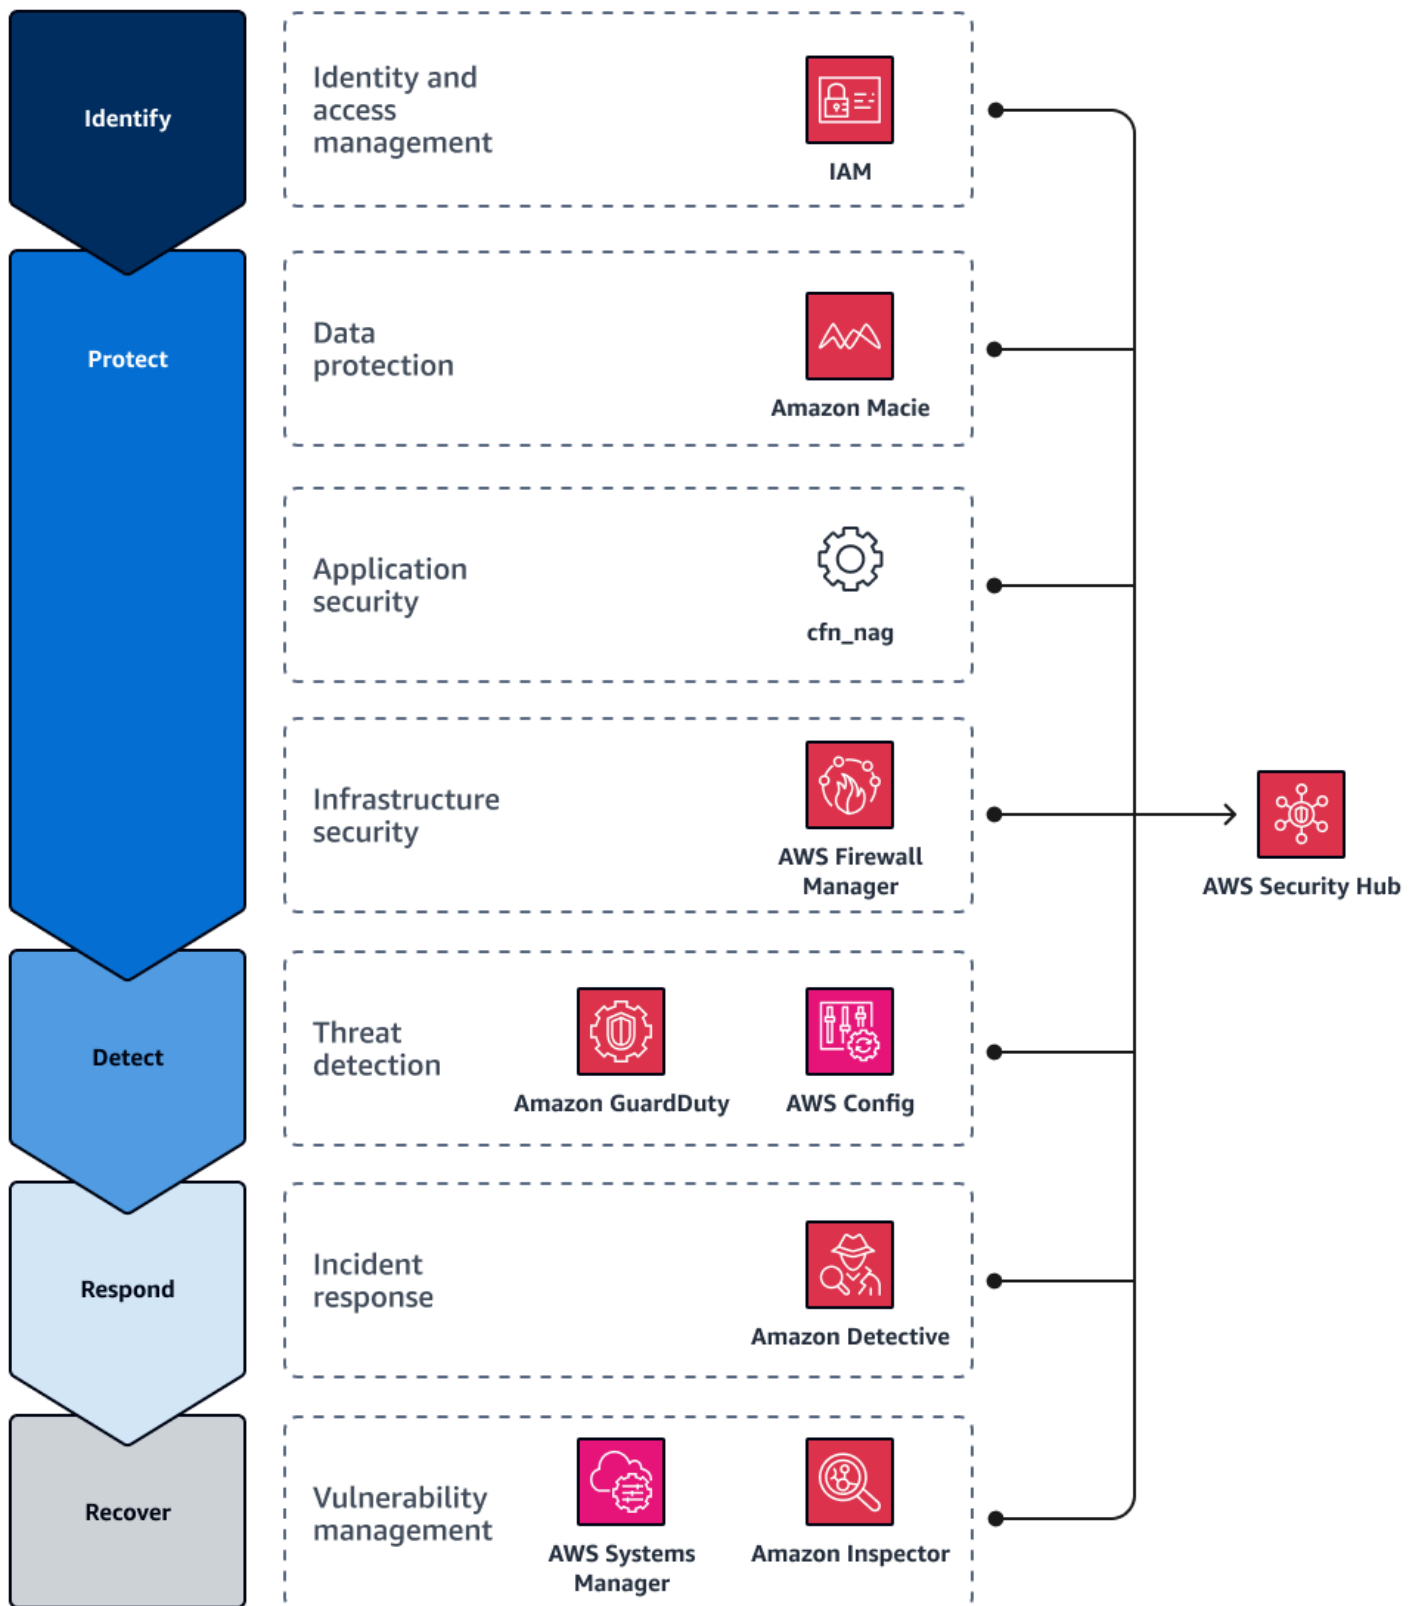 Identify
Identity and
access
management
IAM
Protect
Data
protection
Amazon Macie
Application
security
cfn_nag
Infrastructure
security
AWS Firewall
Manager
AWS Security Hub
Detect
Threat
detection
Amazon GuardDuty
AWS Config
Respond
Incident
response
Amazon Detective
Recover
Vulnerability
management
AWS Systems
Manager
Amazon Inspector